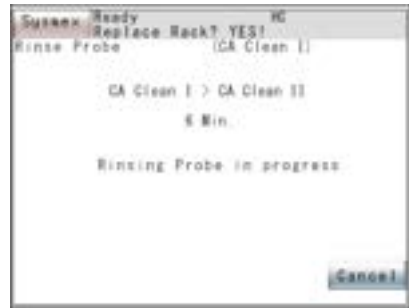 Sysmex Ready HC
Replace Rack? YES!
Rinse Probe (CA Clean I)
CA Clean I > CA Clean II
6 Min.
Rinsing Probe in progress
Cancel